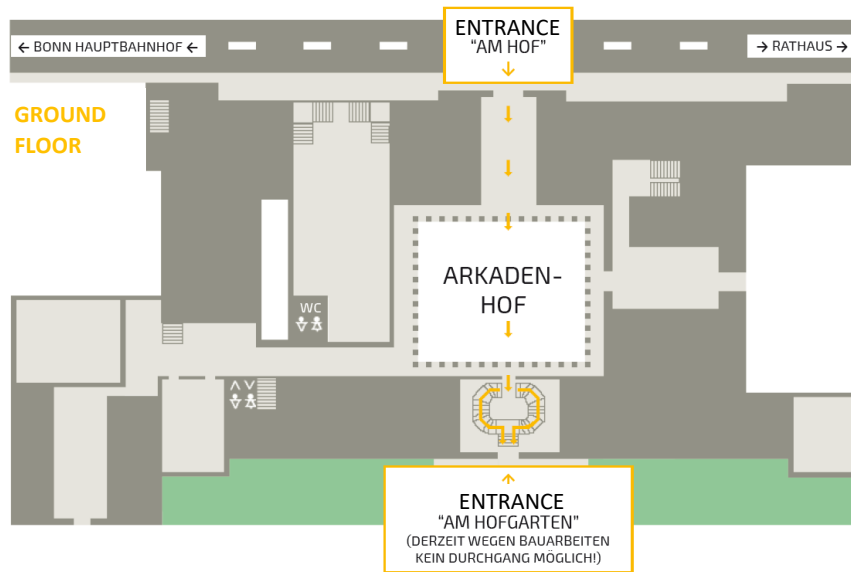 ENTRANCE
"AM HOF"
← BONN HAUPTBAHNHOF ←
→ RATHAUS →
GROUND
FLOOR
ARKADEN-
HOF
WC
ENTRANCE
"AM HOFGARTEN"
(DERZEIT WEGEN BAUARBEITEN
KEIN DURCHGANG MÖGLICH!)